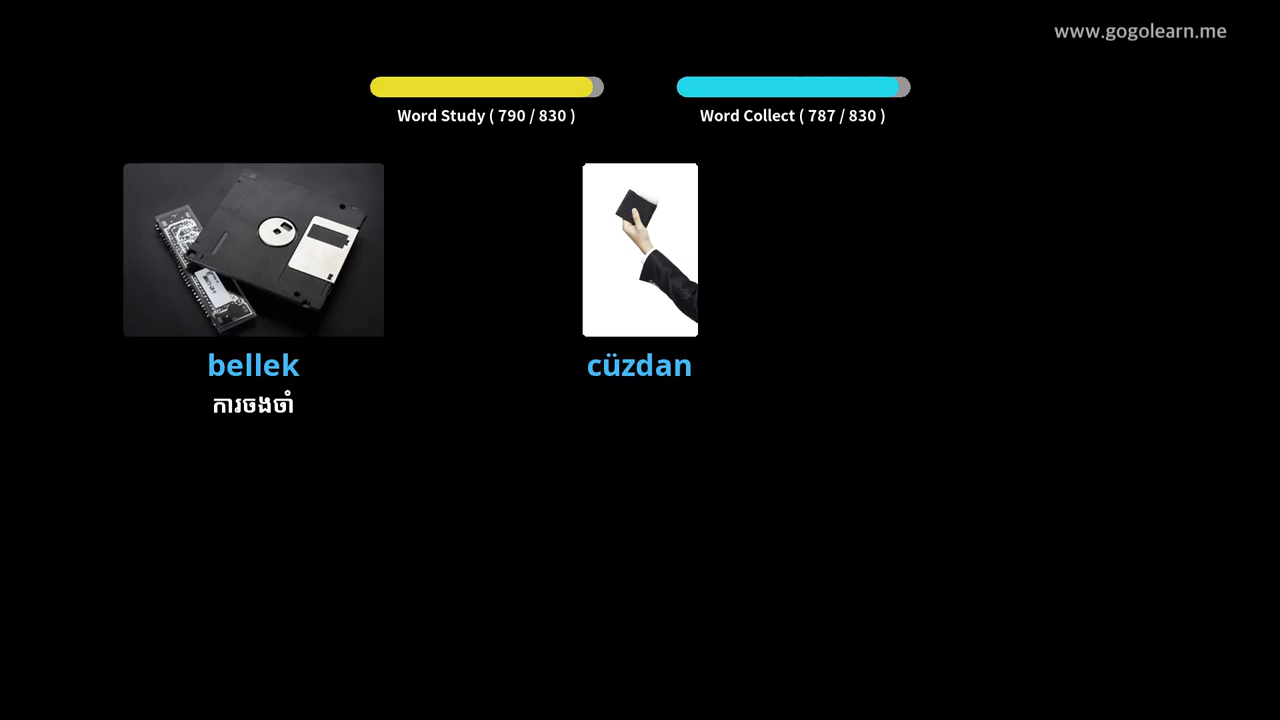 www.gogolearn.me
Word Study ( 790 / 830 )
Word Collect ( 787 / 830 )
bellek
ការចងចាំ
cüzdan